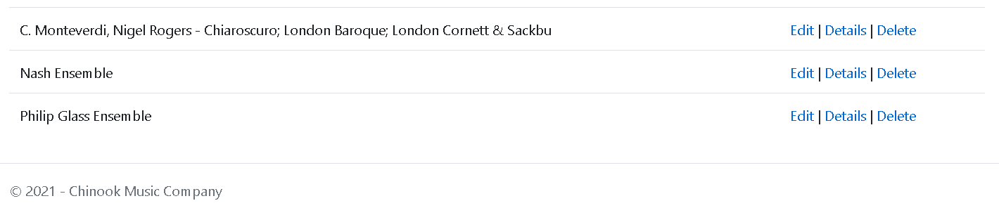 C. Monteverdi, Nigel Rogers - Chiaroscuro; London Baroque; London Cornett & Sackbu Edit | Details | Delete
Nash Ensemble Edit | Details | Delete
Philip Glass Ensemble Edit | Details | Delete
© 2021 - Chinook Music Company